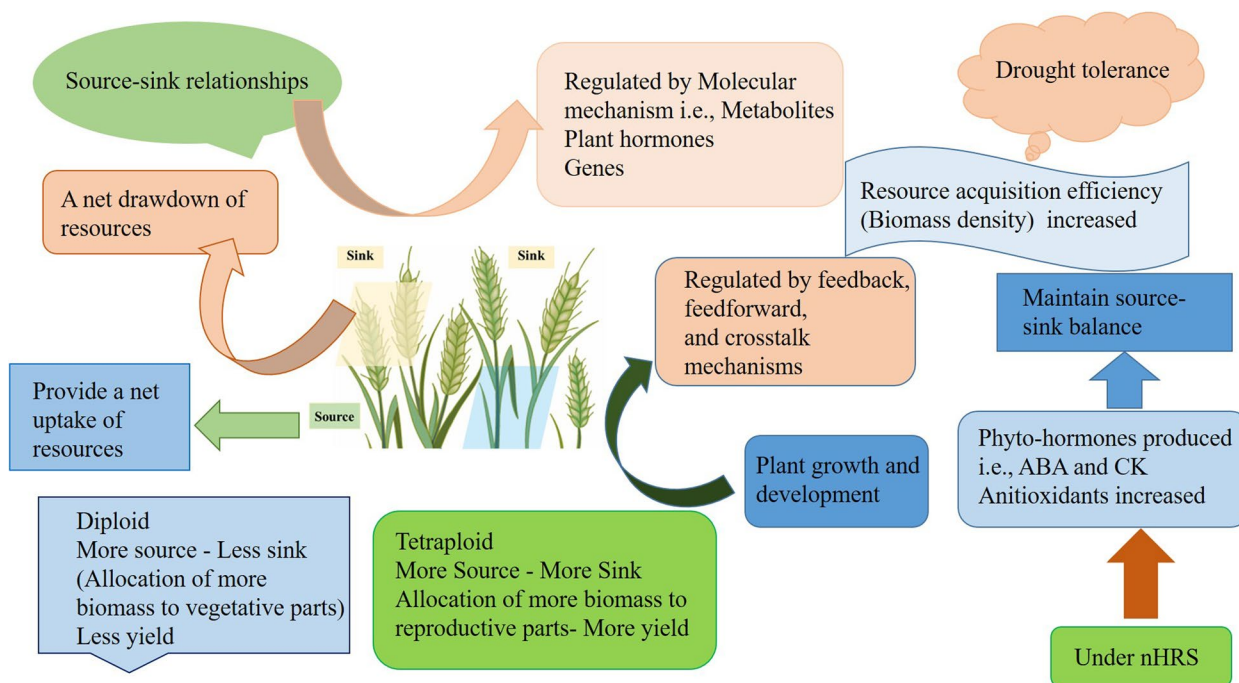 Source-sink relationships
Regulated by Molecular
mechanism i.e., Metabolites
Plant hormones
Genes
Drought tolerance
A net drawdown of
resources
Resource acquisition efficiency
(Biomass density)  increased
Sink
Sink
Regulated by feedback,
feedforward,
and crosstalk
mechanisms
Maintain source-
sink balance
Provide a net
uptake of
resources
Source
Plant growth and
development
Phyto-hormones produced
i.e., ABA and CK
Anitioxidants increased
Diploid
More source - Less sink
(Allocation of more
biomass to vegetative parts)
Less yield
Tetraploid
More Source - More Sink
Allocation of more biomass to
reproductive parts- More yield
Under nHRS